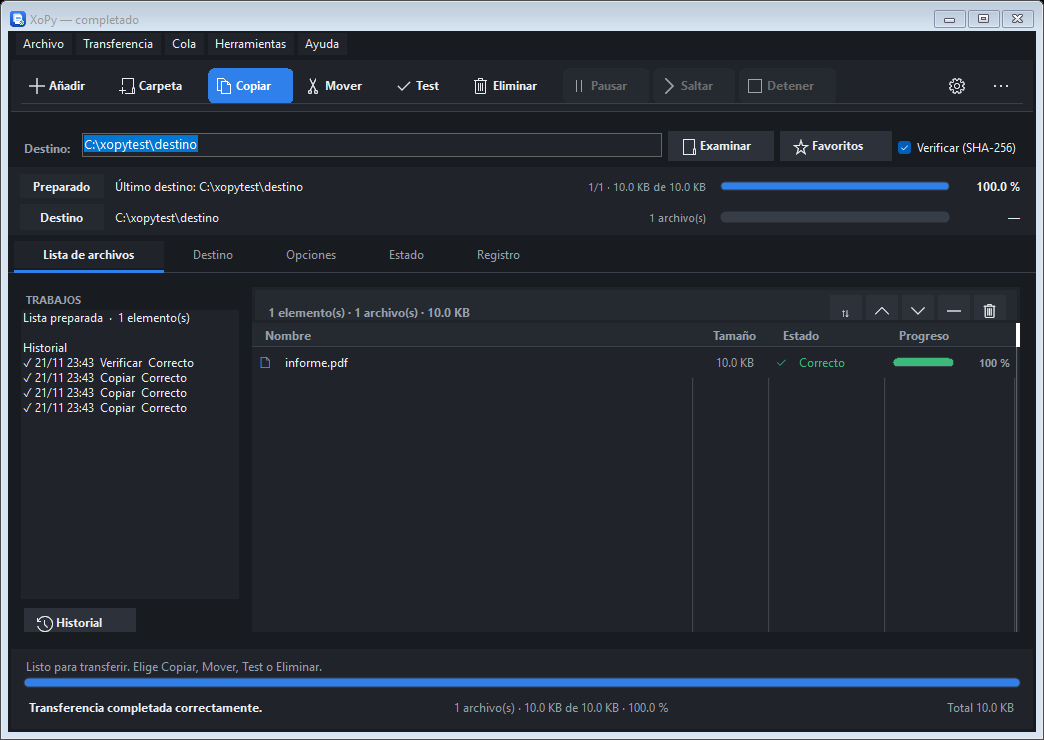 XoPy — completado
Archivo Transferencia Cola Herramientas Ayuda
Añadir Carpeta Copiar Mover Test Eliminar Pausar Saltar Detener ...
Destino: C:\xopytest\destino Examinar Favoritos Verificar (SHA-256)
Preparado Último destino: C:\xopytest\destino 1/1 · 10.0 KB de 10.0 KB 100.0 %
Destino C:\xopytest\destino 1 archivo(s) —
Lista de archivos Destino Opciones Estado Registro
TRABAJOS
Lista preparada · 1 elemento(s)
Historial
✓ 21/11 23:43 Verificar Correcto
✓ 21/11 23:43 Copiar Correcto
✓ 21/11 23:43 Copiar Correcto
✓ 21/11 23:43 Copiar Correcto
Historial
1 elemento(s) · 1 archivo(s) · 10.0 KB
Nombre Tamaño Estado Progreso
informe.pdf 10.0 KB ✓ Correcto 100 %
Listo para transferir. Elige Copiar, Mover, Test o Eliminar.
Transferencia completada correctamente. 1 archivo(s) · 10.0 KB de 10.0 KB · 100.0 % Total 10.0 KB